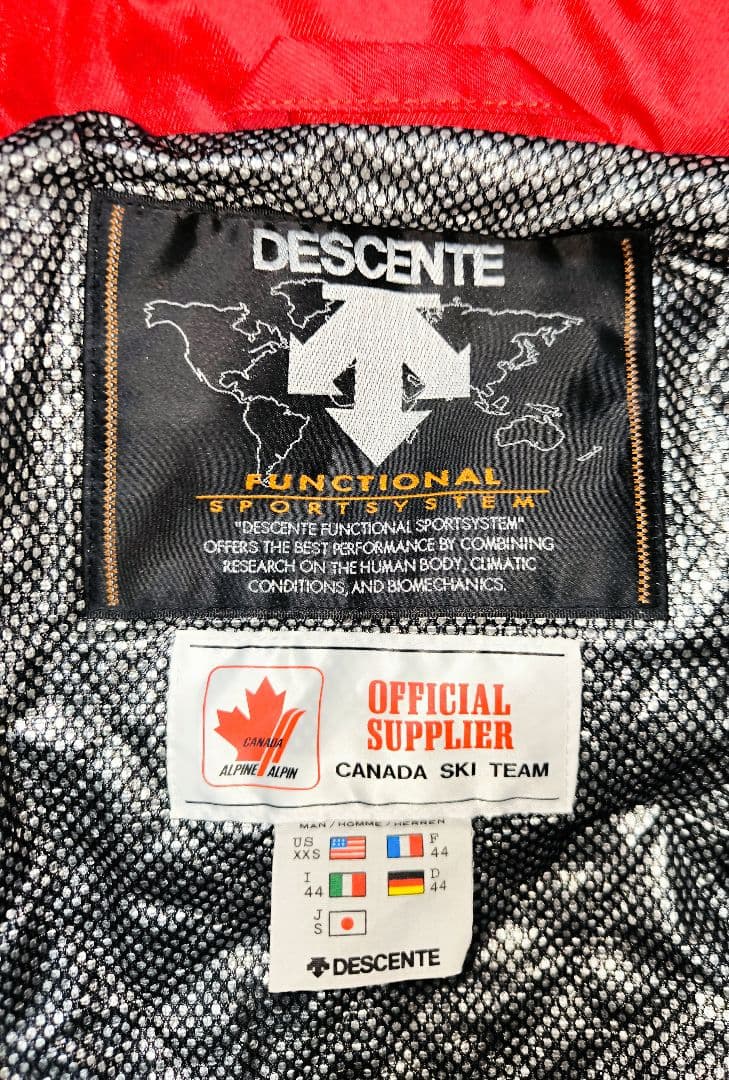 DESCENTE
FUNCTIONAL
SPORTSYSTEM
"DESCENTE FUNCTIONAL SPORTSYSTEM"
OFFERS THE BEST PERFORMANCE BY COMBINING
RESEARCH ON THE HUMAN BODY, CLIMATIC
CONDITIONS, AND BIOMECHANICS.
CANADA
ALPINE ALPIN
OFFICIAL
SUPPLIER
CANADA SKI TEAM
MAN / HOMME / HERREN
US XXS F 44
I 44 D 44
J S
DESCENTE